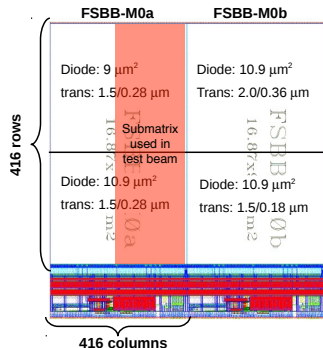 FSBB-M0a FSBB-M0b
Diode: 9 μm² Diode: 10.9 μm²
trans: 1.5/0.28 μm Trans: 2.0/0.36 μm
Submatrix
used in
test beam
416 rows
Diode: 10.9 μm² Diode: 10.9 μm²
trans: 1.5/0.28 μm trans: 1.5/0.18 μm
416 columns